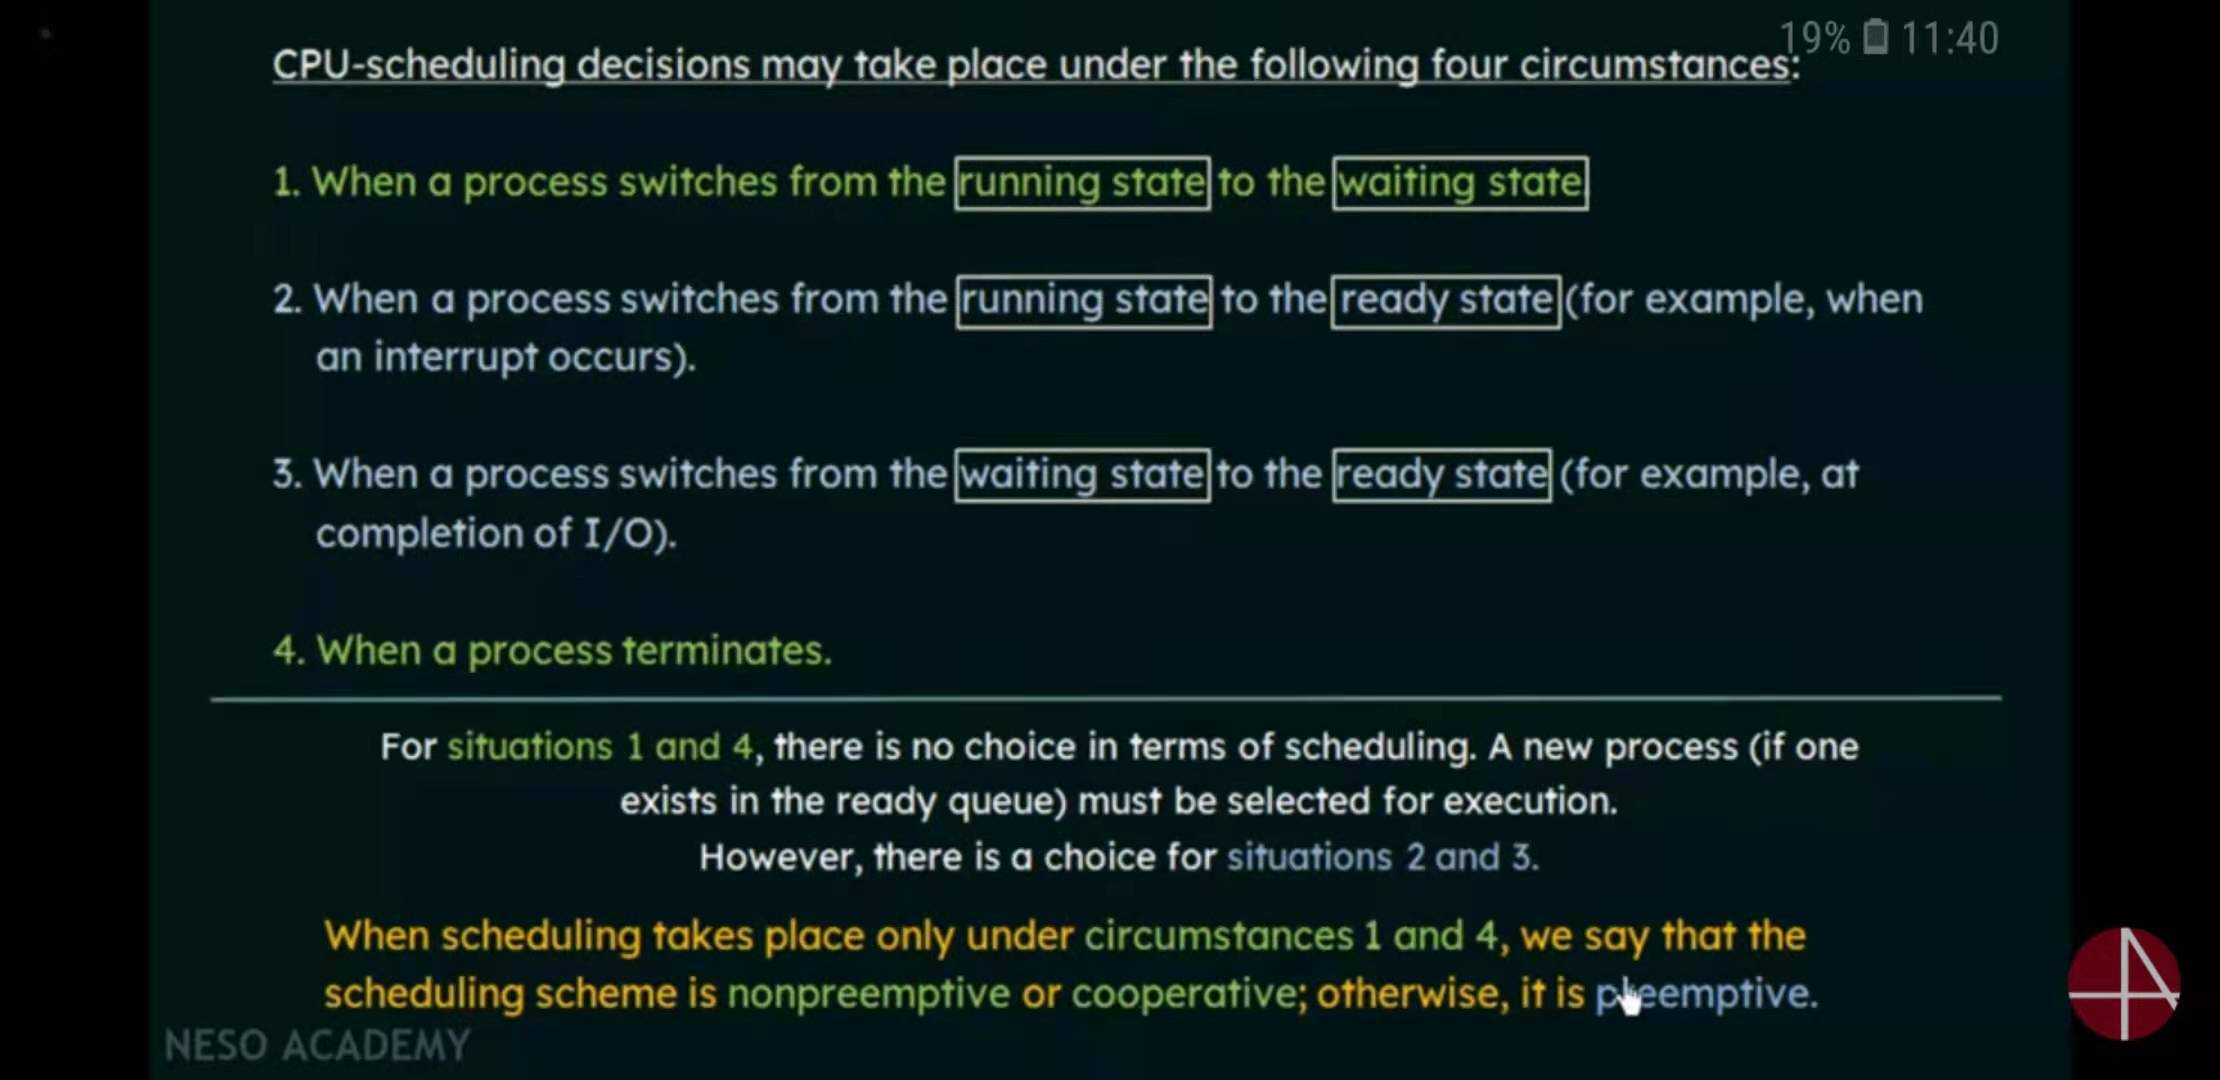 19% 11:40
CPU-scheduling decisions may take place under the following four circumstances:
1. When a process switches from the running state to the waiting state.
2. When a process switches from the running state to the ready state (for example, when
an interrupt occurs).
3. When a process switches from the waiting state to the ready state (for example, at
completion of I/O).
4. When a process terminates.
For situations 1 and 4, there is no choice in terms of scheduling. A new process (if one
exists in the ready queue) must be selected for execution.
However, there is a choice for situations 2 and 3.
When scheduling takes place only under circumstances 1 and 4, we say that the
scheduling scheme is nonpreemptive or cooperative; otherwise, it is preemptive.
NESO ACADEMY